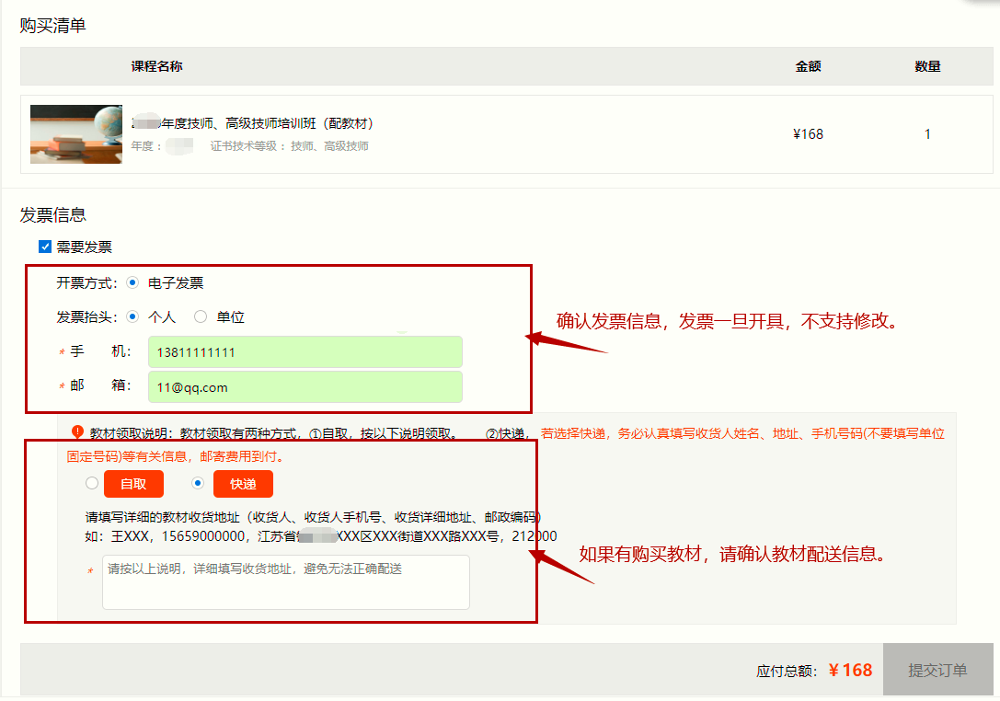 购买清单
课程名称 金额 数量
年度技师、高级技师培训班（配教材） ¥168 1
年度： 证书技术等级：技师、高级技师
发票信息
需要发票
开票方式： 电子发票
发票抬头： 个人 单位
确认发票信息，发票一旦开具，不支持修改。
* 手 机： 13811111111
* 邮 箱： 11@qq.com
教材领取说明：教材领取有两种方式，①自取，按以下说明领取。 ②快递， 若选择快递，务必认真填写收货人姓名、地址、手机号码(不要填写单位
固定号码)等有关信息，邮寄费用到付。
自取 快递
请填写详细的教材收货地址（收货人、收货人手机号、收货详细地址、邮政编码）
如：王XXX，15659000000，江苏省 XXX区XXX街道XXX路XXX号，212000
如果有购买教材，请确认教材配送信息。
* 请按以上说明，详细填写收货地址，避免无法正确配送
应付总额：￥168 提交订单